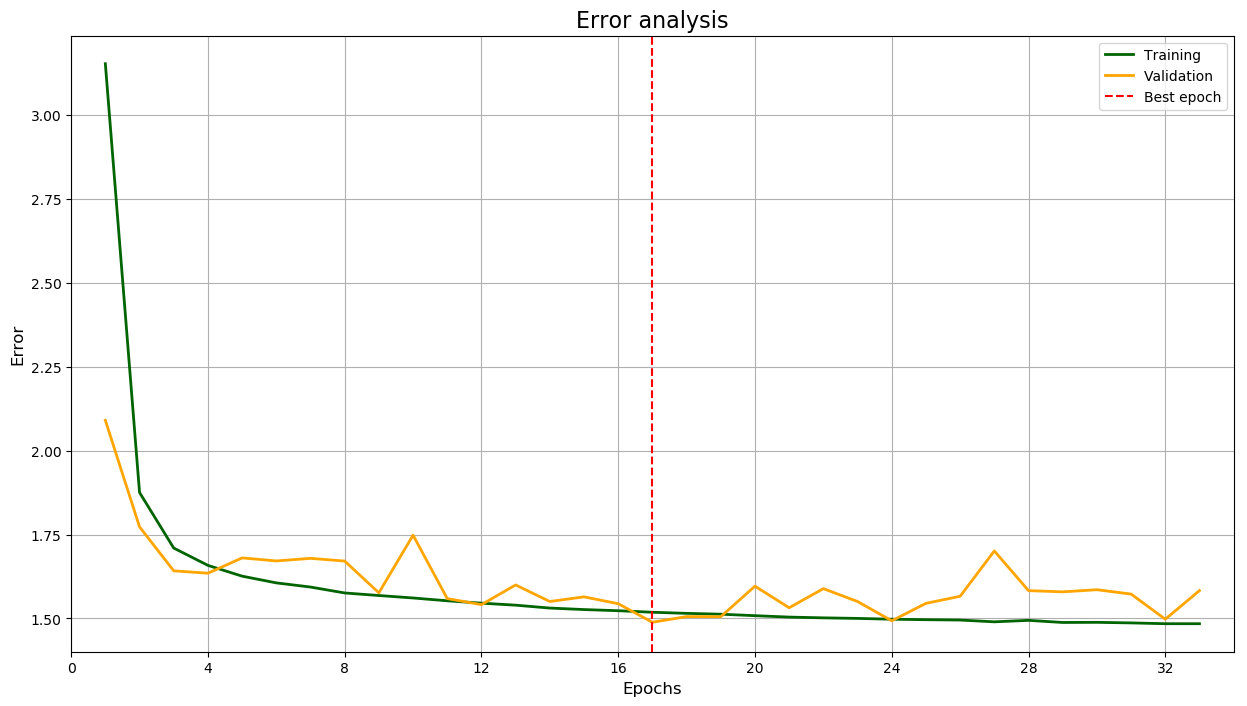 Error analysis
Training
Validation
Best epoch
3.00
2.75
2.50
2.25
2.00
1.75
1.50
Error
0 4 8 12 16 20 24 28 32
Epochs